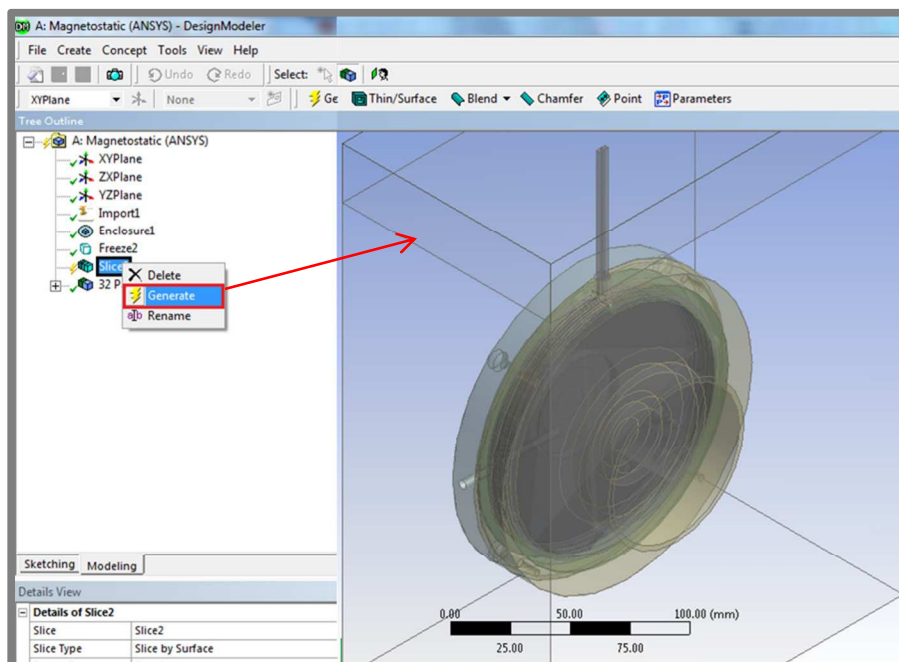 DM A: Magnetostatic (ANSYS) - DesignModeler
File Create Concept Tools View Help
Undo Redo Select:
XYPlane None Ge Thin/Surface Blend Chamfer Point Parameters
Tree Outline
A: Magnetostatic (ANSYS)
XYPlane
ZXPlane
YZPlane
Import1
Enclosure1
Freeze2
Slice
32 P
Delete
Generate
Rename
Sketching Modeling
Details View
Details of Slice2
Slice Slice2
Slice Type Slice by Surface
0.00 50.00 100.00 (mm)
25.00 75.00